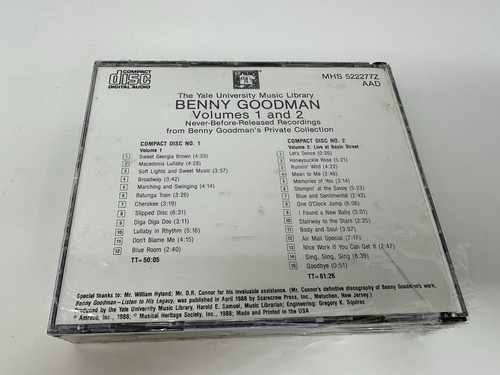 COMPACT
disc
DIGITAL AUDIO
MHS 522277Z
AAD
The Yale University Music Library
BENNY GOODMAN
Volumes 1 and 2
Never-Before-Released Recordings
from Benny Goodman's Private Collection
COMPACT DISC NO. 1
Volume 1
1 Sweet Georgia Brown (4:33)
2 Macedonia Lullaby (4:28)
3 Soft Lights and Sweet Music (3:57)
4 Broadway (3:42)
5 Marching and Swinging (4:14)
6 Batunga Train (3:26)
7 Cherokee (3:19)
8 Slipped Disc (6:31)
9 Diga Diga Doo (3:11)
10 Lullaby in Rhythm (5:16)
11 Don't Blame Me (4:15)
12 Blue Room (2:40)
TT= 50:05
COMPACT DISC NO. 2
Volume 2: Live at Basin Street
1 Let's Dance (0:36)
2 Honeysuckle Rose (5:21)
3 Runnin' Wild (4:22)
4 Mean to Me (2:48)
5 Memories of You (3:14)
6 Stompin' at the Savoy (5:23)
7 Blue and Sentimental (2:43)
8 One O'Clock Jump (6:06)
9 I Found a New Baby (5:01)
10 Stairway to the Stars (2:04)
11 Body and Soul (3:07)
12 Air Mail Special (7:17)
13 Nice Work If You Can Get It (2:47)
14 Sing, Sing, Sing (8:39)
15 Goodbye (0:51)
TT= 61:26
Special thanks to: Mr. William Hyland; Mr. D.R. Connor for his invaluable assistance. (Mr. Connor's definitive discography of Benny Goodman's work,
Benny Goodman—Listen to His Legacy, was published in April 1988 by Scarecrow Press, Inc., Metuchen, New Jersey.)
Produced by the Yale University Music Library; Harold E. Samuel, Music Librarian; Engineering: Gregory K. Squires
℗ Amreco, Inc., 1988; © Musical Heritage Society, Inc., 1988; Made and Printed in the USA